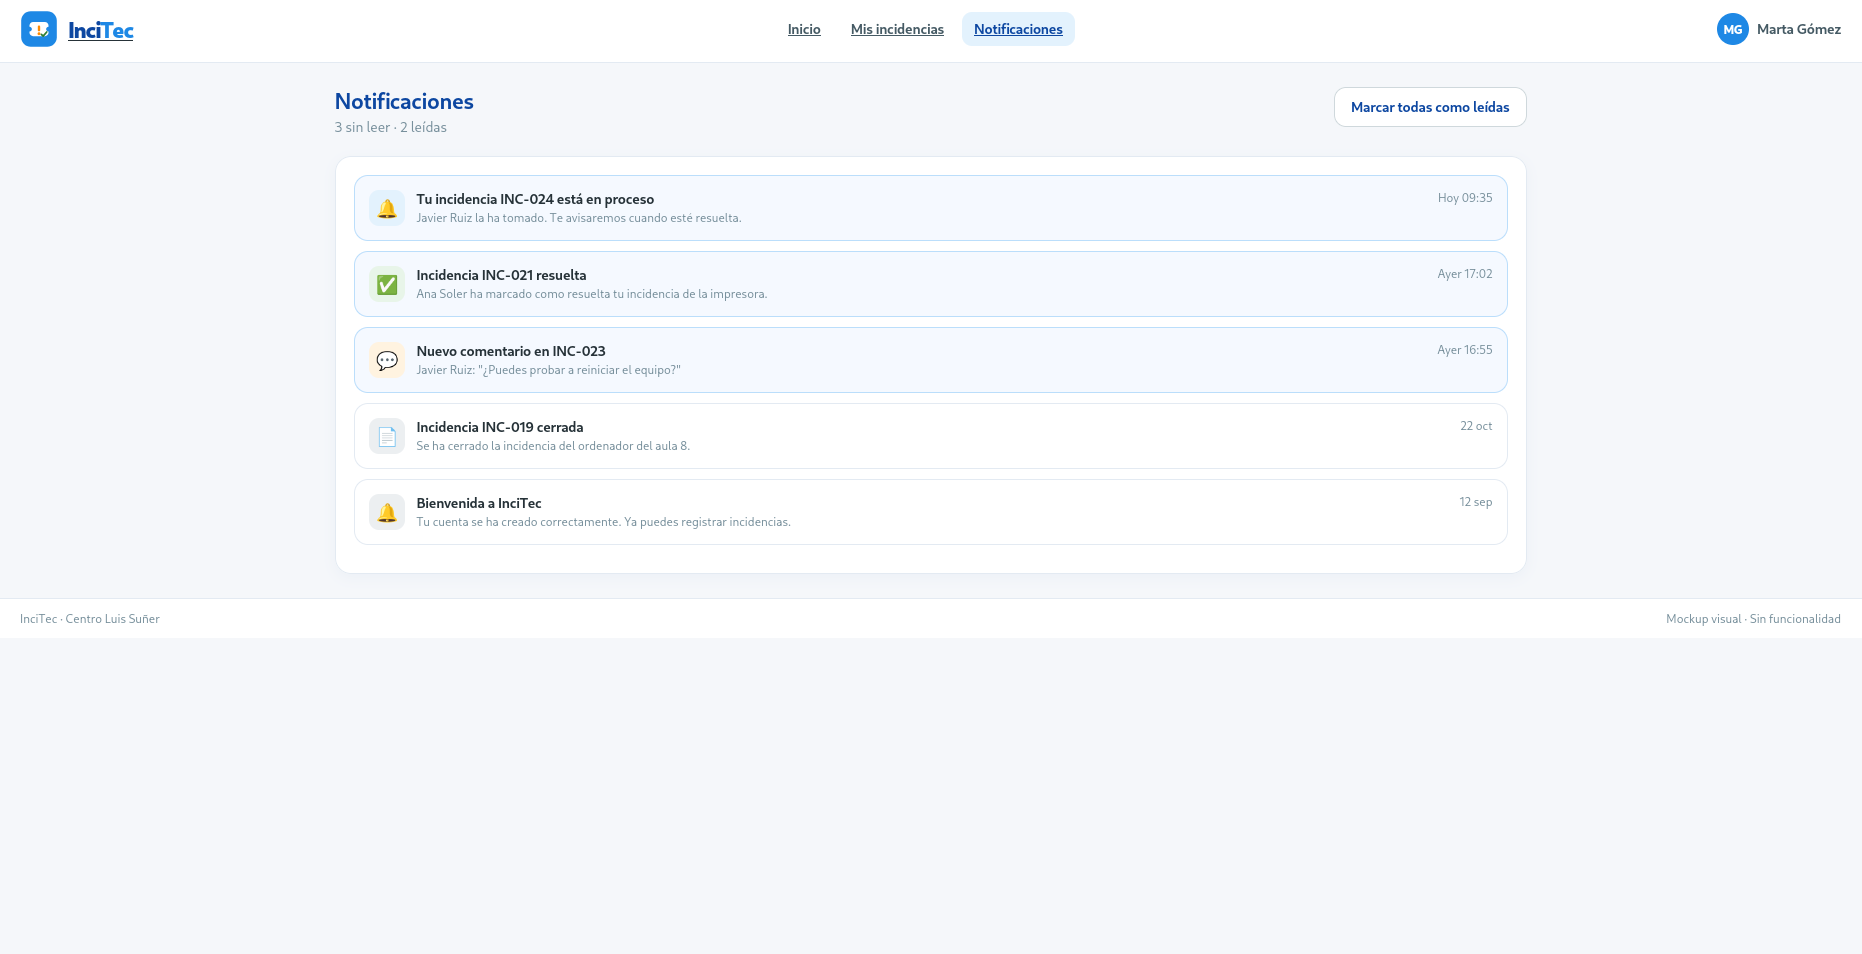 InciTec
Inicio
Mis incidencias
Notificaciones
MG
Marta Gómez
Notificaciones
3 sin leer · 2 leídas
Marcar todas como leídas
Tu incidencia INC-024 está en proceso
Hoy 09:35
Javier Ruiz la ha tomado. Te avisaremos cuando esté resuelta.
Incidencia INC-021 resuelta
Ayer 17:02
Ana Soler ha marcado como resuelta tu incidencia de la impresora.
Nuevo comentario en INC-023
Ayer 16:55
Javier Ruiz: "¿Puedes probar a reiniciar el equipo?"
Incidencia INC-019 cerrada
22 oct
Se ha cerrado la incidencia del ordenador del aula 8.
Bienvenida a InciTec
12 sep
Tu cuenta se ha creado correctamente. Ya puedes registrar incidencias.
InciTec · Centro Luis Suñer
Mockup visual · Sin funcionalidad